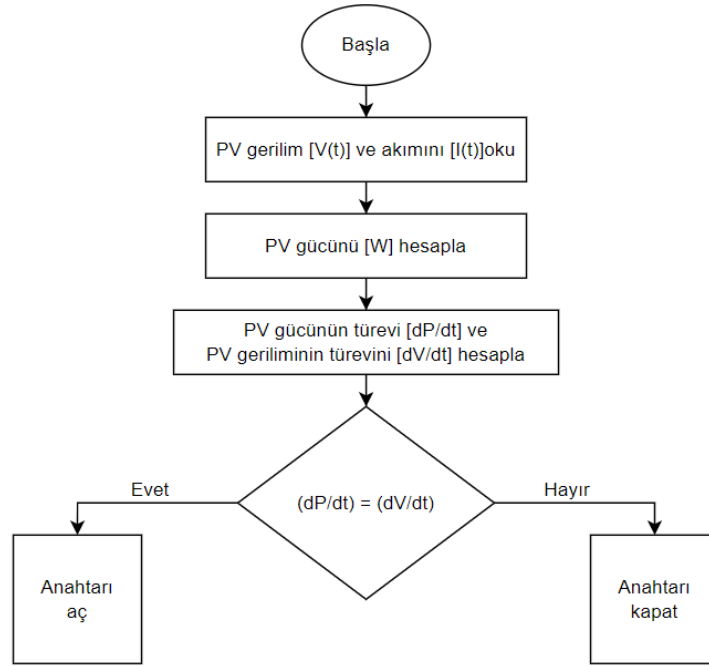 Başla
PV gerilim [V(t)] ve akımını [I(t)]oku
PV gücünü [W] hesapla
PV gücünün türevi [dP/dt] ve
PV geriliminin türevini [dV/dt] hesapla
Evet
(dP/dt) = (dV/dt)
Hayır
Anahtarı
aç
Anahtarı
kapat